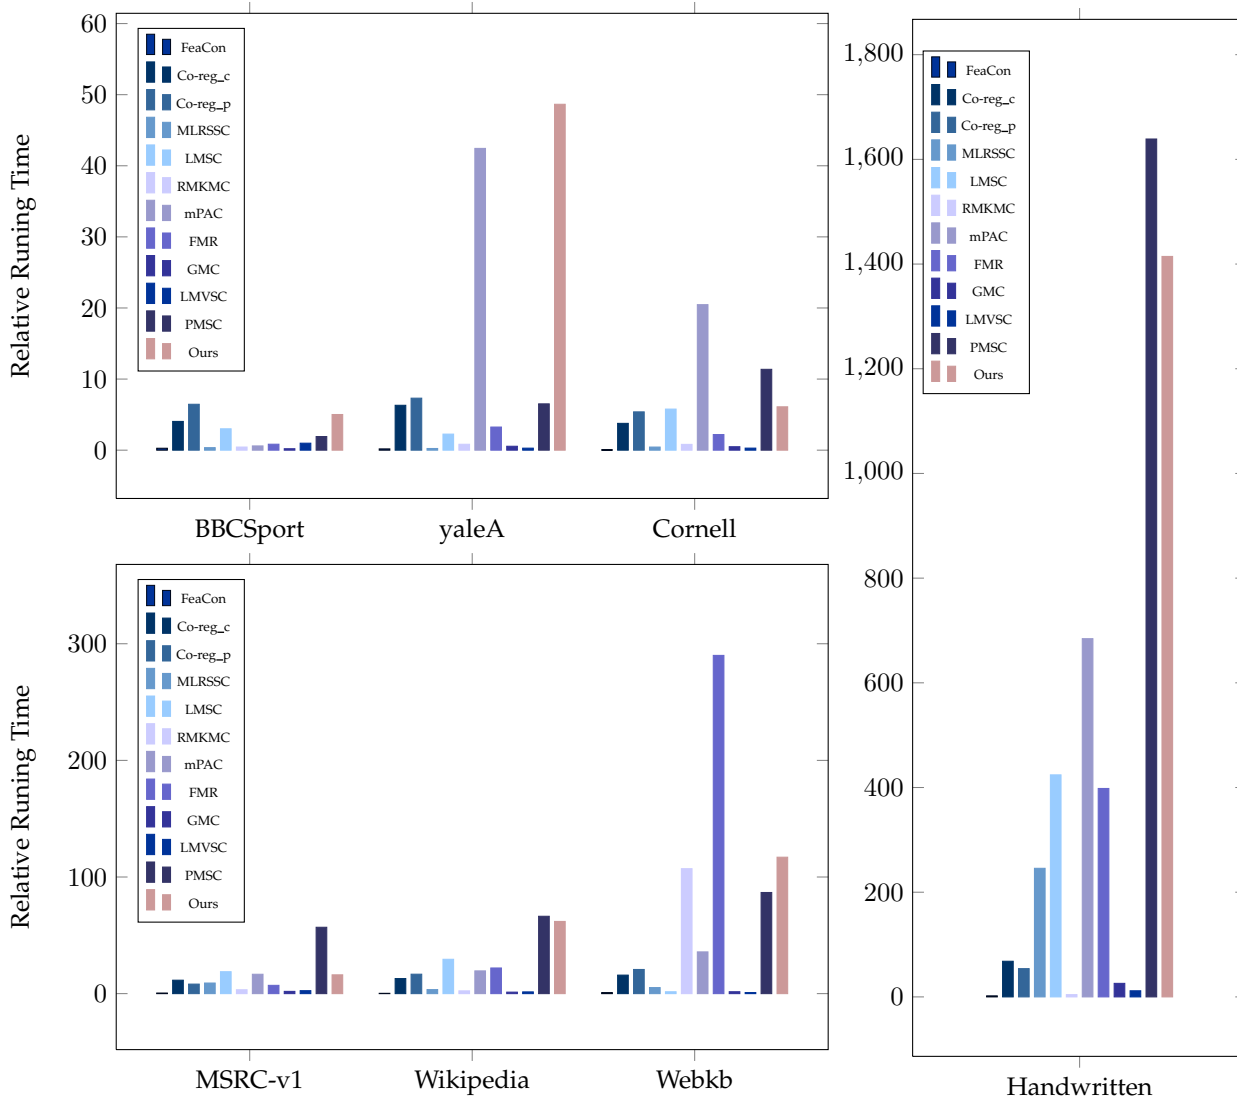 60
50
40
30
20
10
0
Relative Runing Time
FeaCon
Co-reg_c
Co-reg_p
MLRSSC
LMSC
RMKMC
mPAC
FMR
GMC
LMVSC
PMSC
Ours
BBCSport
yaleA
Cornell
300
200
100
0
Relative Runing Time
FeaCon
Co-reg_c
Co-reg_p
MLRSSC
LMSC
RMKMC
mPAC
FMR
GMC
LMVSC
PMSC
Ours
MSRC-v1
Wikipedia
Webkb
1,800
1,600
1,400
1,200
1,000
800
600
400
200
0
FeaCon
Co-reg_c
Co-reg_p
MLRSSC
LMSC
RMKMC
mPAC
FMR
GMC
LMVSC
PMSC
Ours
Handwritten